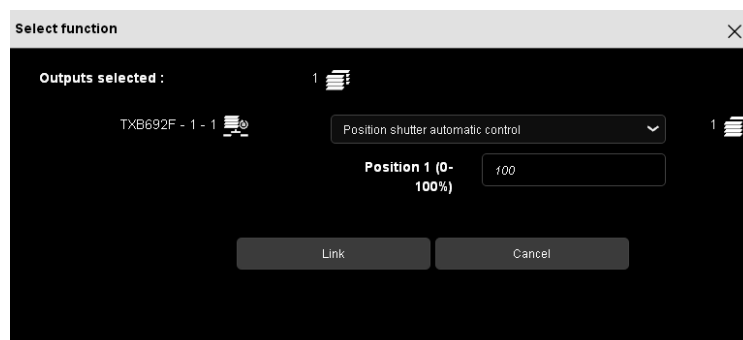 Select function
Outputs selected :
1
TXB692F - 1 - 1
Position shutter automatic control
1
Position 1 (0-
100%)
100
Link
Cancel